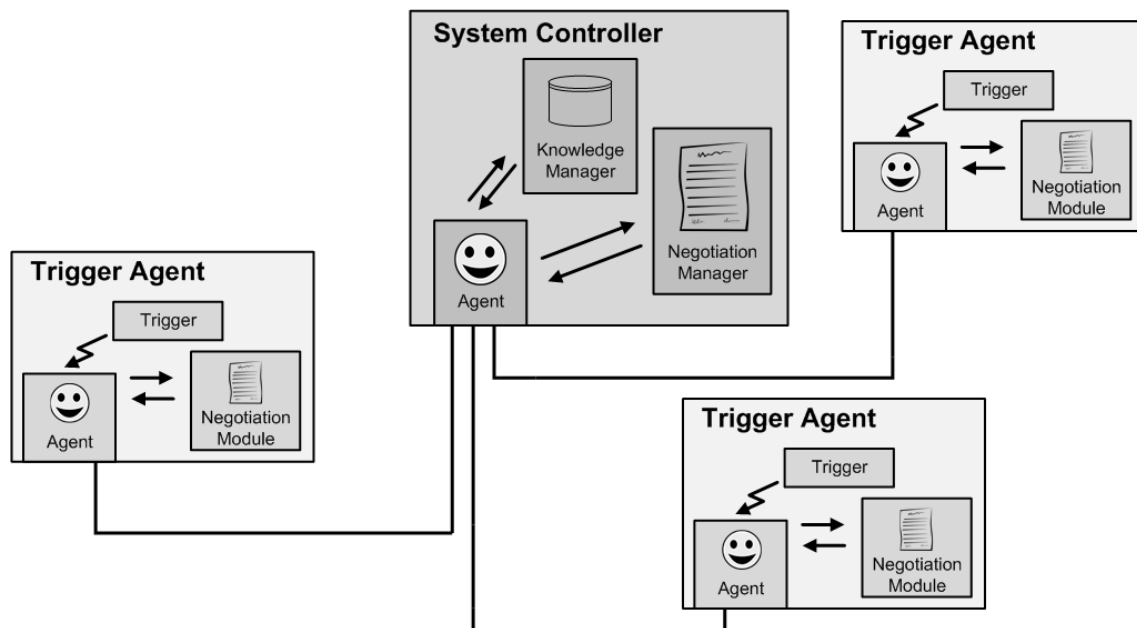 System Controller
Knowledge
Manager
Negotiation
Manager
Agent
Trigger Agent
Trigger
Agent
Negotiation
Module
Trigger Agent
Trigger
Agent
Negotiation
Module
Trigger Agent
Trigger
Agent
Negotiation
Module